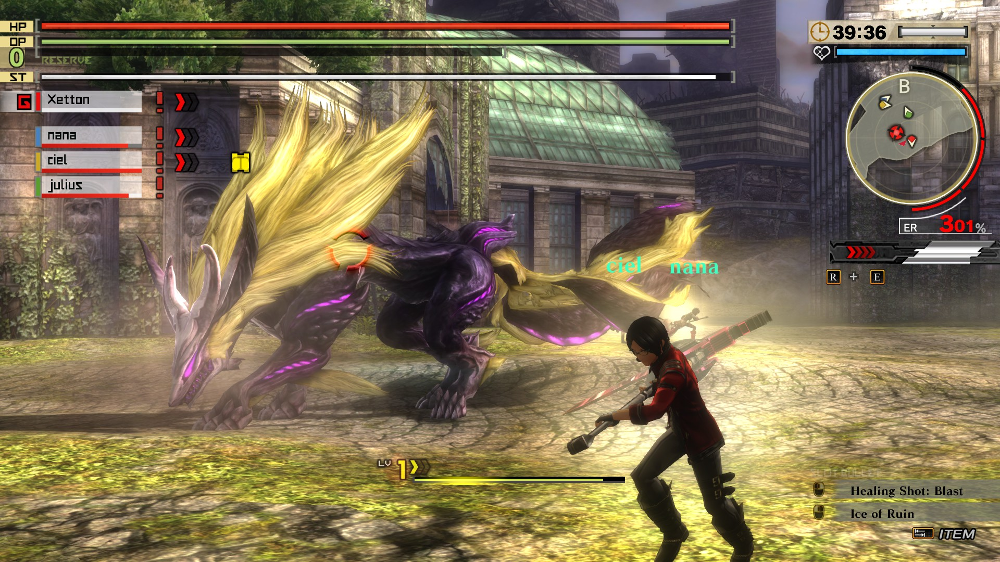 HP
OP
0
RESERVE
ST
G Xetton
nana
ciel
julius
39:36
B
ER 301%
R + E
ciel nana
LV 1
Healing Shot: Blast
Ice of Ruin
ITEM